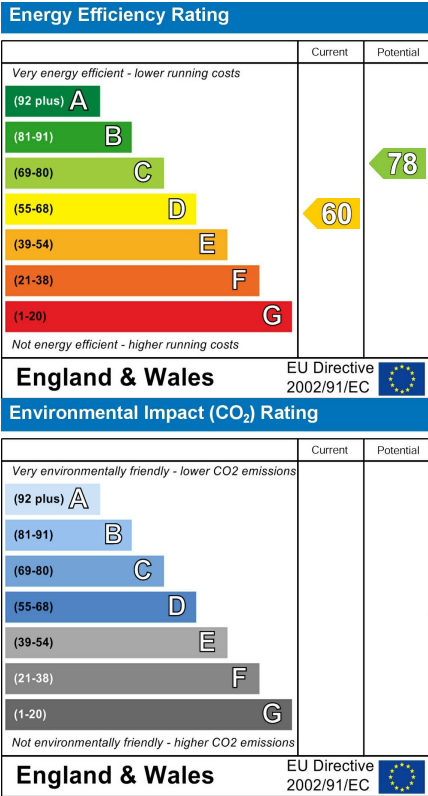 Energy Efficiency Rating
Current Potential
Very energy efficient - lower running costs
(92 plus) A
(81-91) B
(69-80) C
78
(55-68) D
60
(39-54) E
(21-38) F
(1-20) G
Not energy efficient - higher running costs
England & Wales
EU Directive
2002/91/EC
Environmental Impact (CO₂) Rating
Current Potential
Very environmentally friendly - lower CO2 emissions
(92 plus) A
(81-91) B
(69-80) C
(55-68) D
(39-54) E
(21-38) F
(1-20) G
Not environmentally friendly - higher CO2 emissions
England & Wales
EU Directive
2002/91/EC